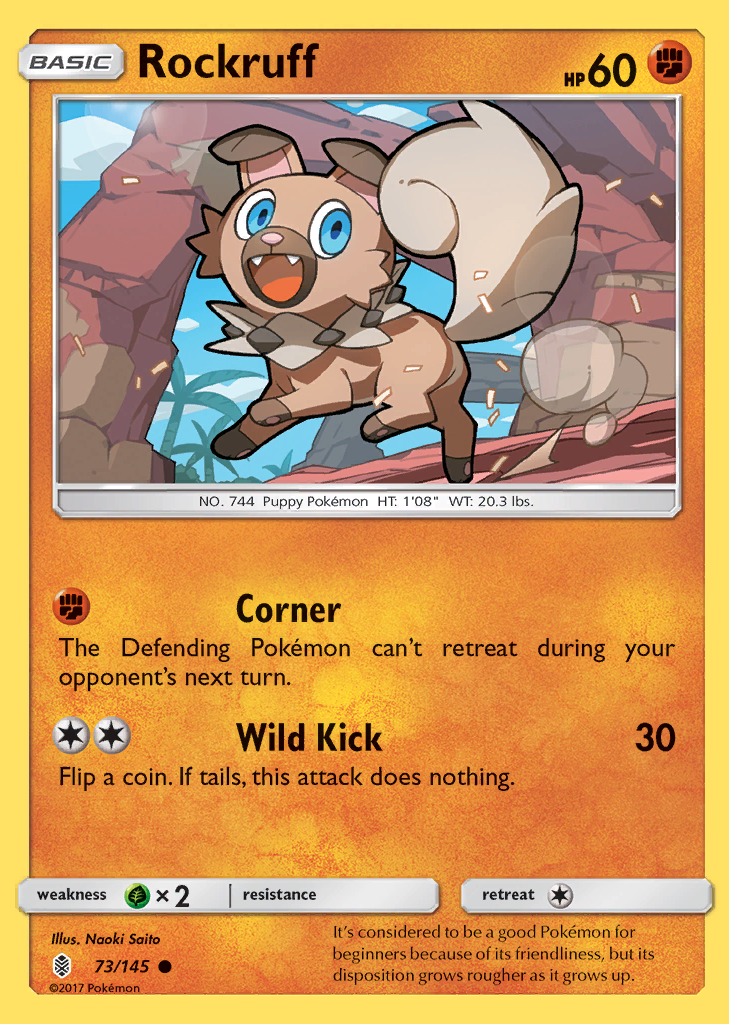 BASIC
Rockruff
HP 60
NO. 744 Puppy Pokémon HT: 1'08" WT: 20.3 lbs.
Corner
The Defending Pokémon can't retreat during your
opponent's next turn.
Wild Kick 30
Flip a coin. If tails, this attack does nothing.
weakness ×2 resistance retreat
Illus. Naoki Saito
73/145
©2017 Pokémon
It's considered to be a good Pokémon for
beginners because of its friendliness, but its
disposition grows rougher as it grows up.